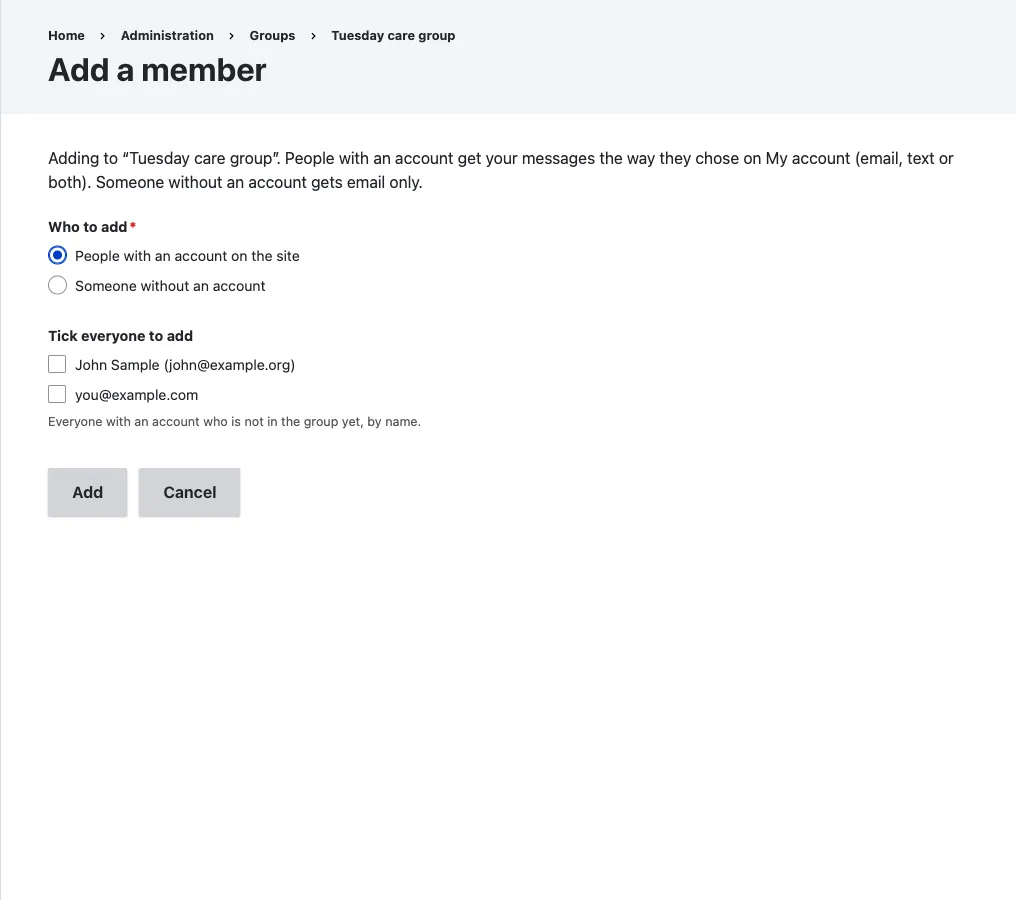 Home › Administration › Groups › Tuesday care group
Add a member
Adding to “Tuesday care group”. People with an account get your messages the way they chose on My account (email, text or
both). Someone without an account gets email only.
Who to add*
People with an account on the site
Someone without an account
Tick everyone to add
John Sample (john@example.org)
you@example.com
Everyone with an account who is not in the group yet, by name.
Add Cancel